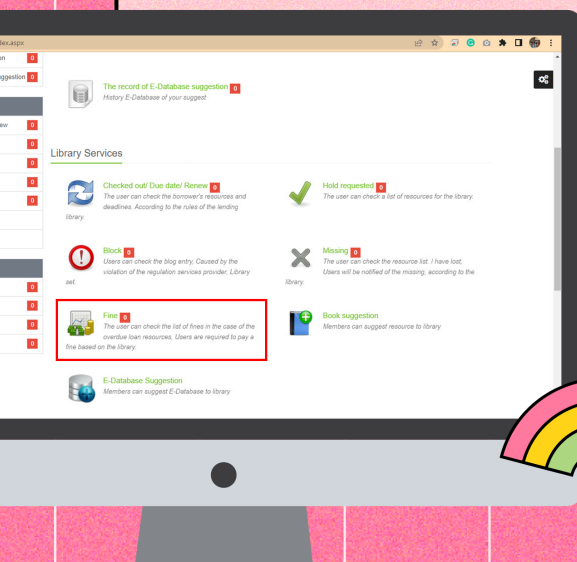 dex.aspx
on 0
uggestion 0
The record of E-Database suggestion 0
History E-Database of your suggest
ew 0
0
0
0
0
Library Services
Checked out/ Due date/ Renew 0
The user can check the borrower's resources and
deadlines. According to the rules of the lending
library
Hold requested 0
The user can check a list of resources for the library.
Block 0
Users can check the blog entry, Caused by the
violation of the regulation services provider, Library
set.
Missing 0
The user can check the resource list. I have lost,
Users will be notified of the missing, according to the
library.
0
0
0
0
Fine 0
The user can check the list of fines in the case of the
overdue loan resources, Users are required to pay a
fine based on the library.
Book suggestion
Members can suggest resource to library
E-Database Suggestion
Members can suggest E-Database to library